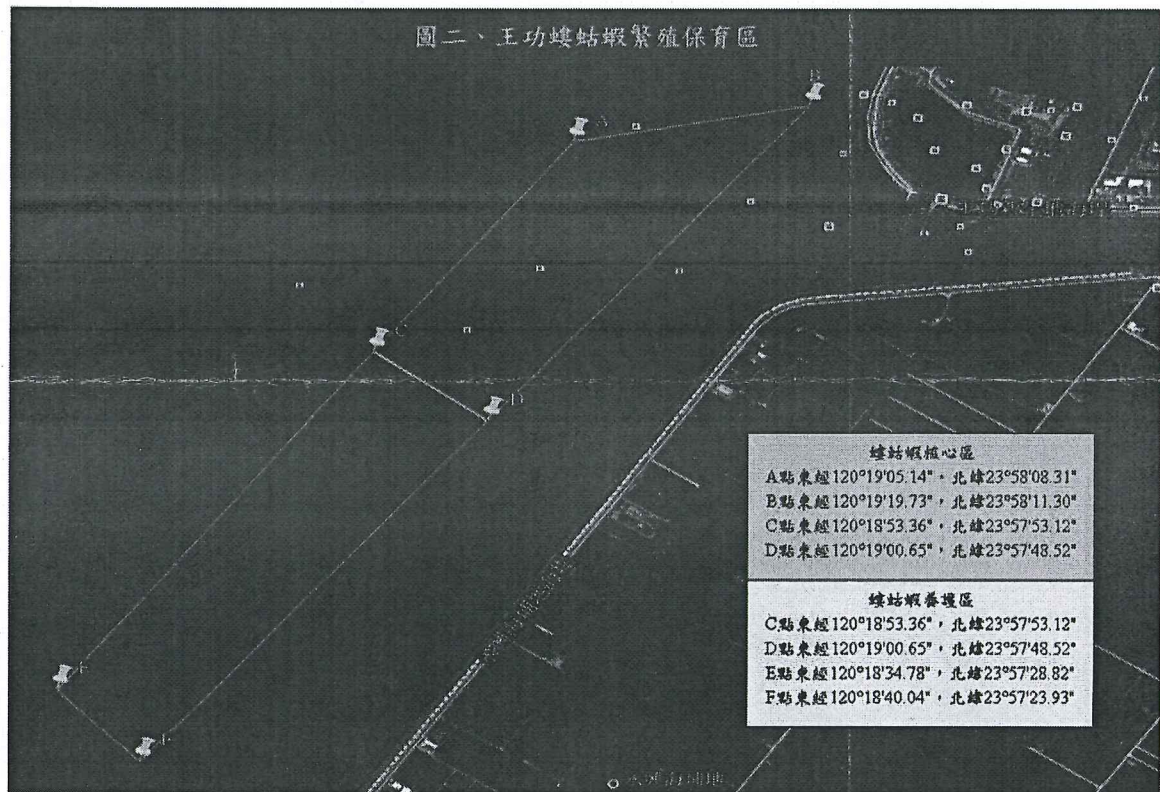 圖二、王功螻蛄蝦繁殖保育區
B
A
C
D
螻蛄蝦核心區
A點東經120°19'05.14"，北緯23°58'08.31"
B點東經120°19'19.73"，北緯23°58'11.30"
C點東經120°18'53.36"，北緯23°57'53.12"
D點東經120°19'00.65"，北緯23°57'48.52"
螻蛄蝦養護區
C點東經120°18'53.36"，北緯23°57'53.12"
D點東經120°19'00.65"，北緯23°57'48.52"
E點東經120°18'34.78"，北緯23°57'28.82"
F點東經120°18'40.04"，北緯23°57'23.93"